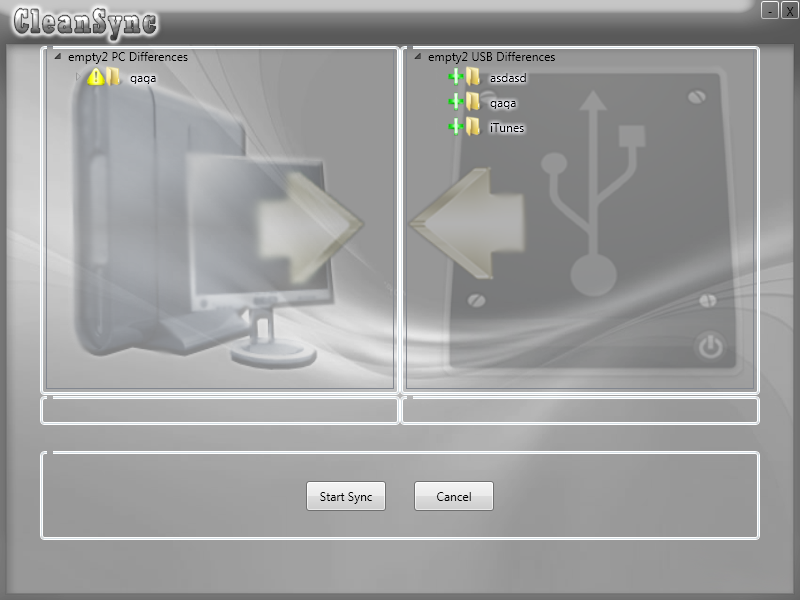 CleanSync
- X
empty2 PC Differences
qaqa
empty2 USB Differences
asdasd
qaqa
iTunes
Start Sync
Cancel